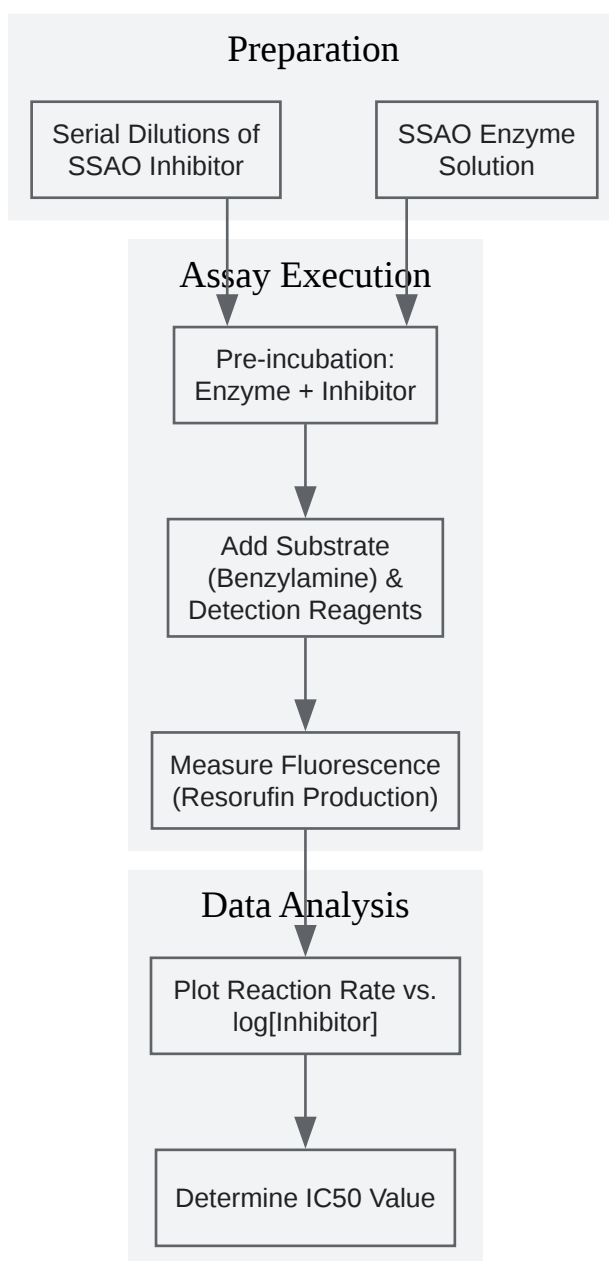 Preparation
Serial Dilutions of
SSAO Inhibitor
SSAO Enzyme
Solution
Assay Execution
Pre-incubation:
Enzyme + Inhibitor
Add Substrate
(Benzylamine) &
Detection Reagents
Measure Fluorescence
(Resorufin Production)
Data Analysis
Plot Reaction Rate vs.
log[Inhibitor]
Determine IC50 Value